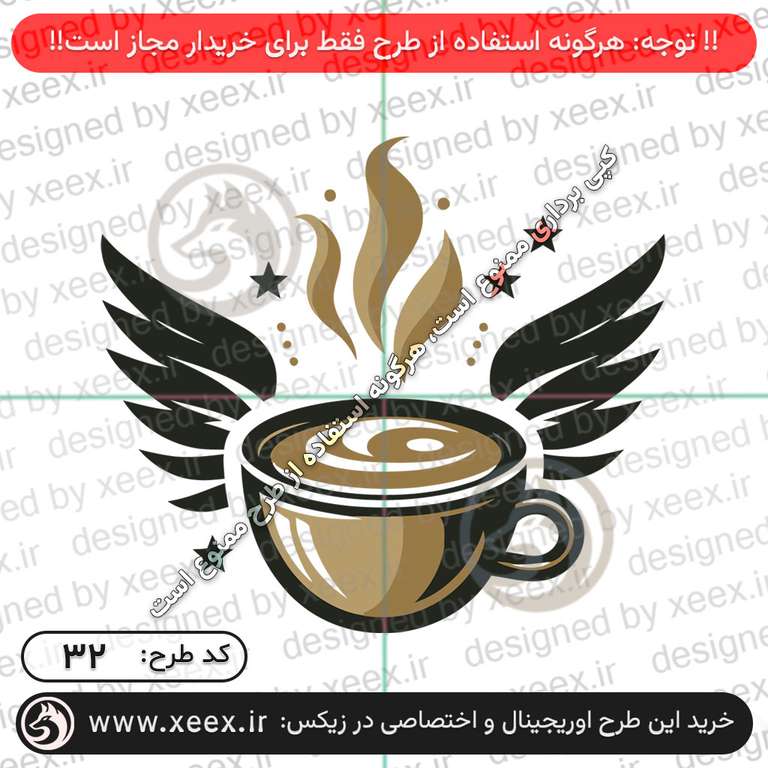 !! توجه: هرگونه استفاده از طرح فقط برای خریدار مجاز است!!
کپی برداری ممنوع است، هرگونه استفاده از طرح ممنوع است
designed by xeex.ir
کد طرح: ۳۲
خرید این طرح اوریجینال و اختصاصی در زیکس: www.xeex.ir